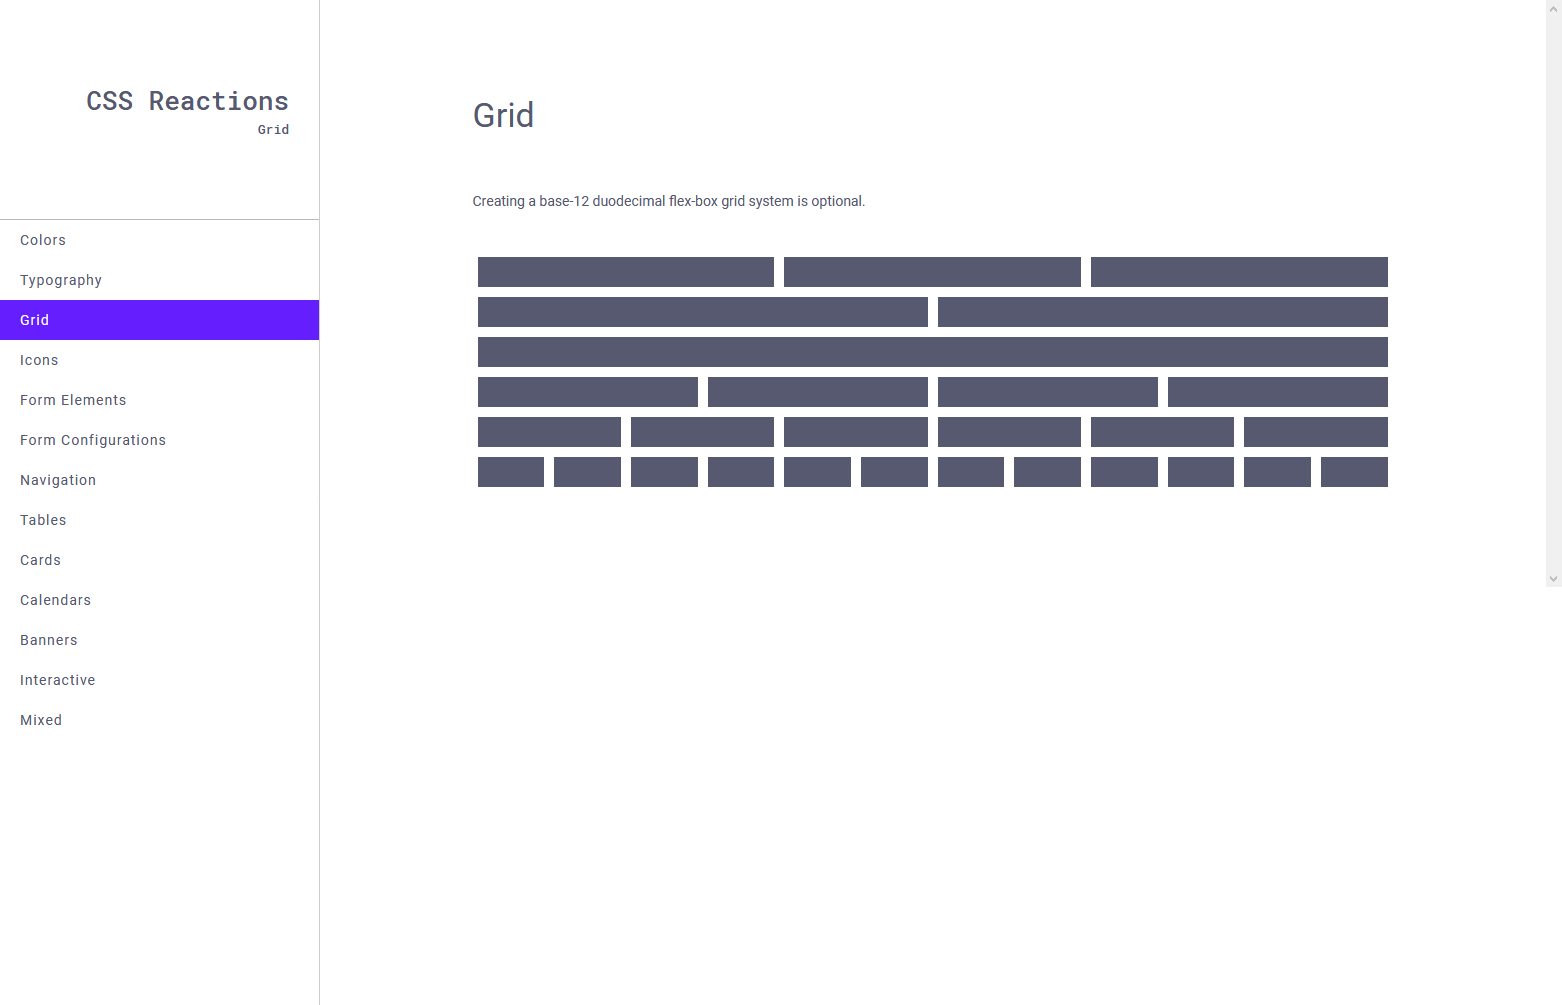 CSS Reactions
Grid
Colors
Typography
Grid
Icons
Form Elements
Form Configurations
Navigation
Tables
Cards
Calendars
Banners
Interactive
Mixed
Grid
Creating a base-12 duodecimal flex-box grid system is optional.